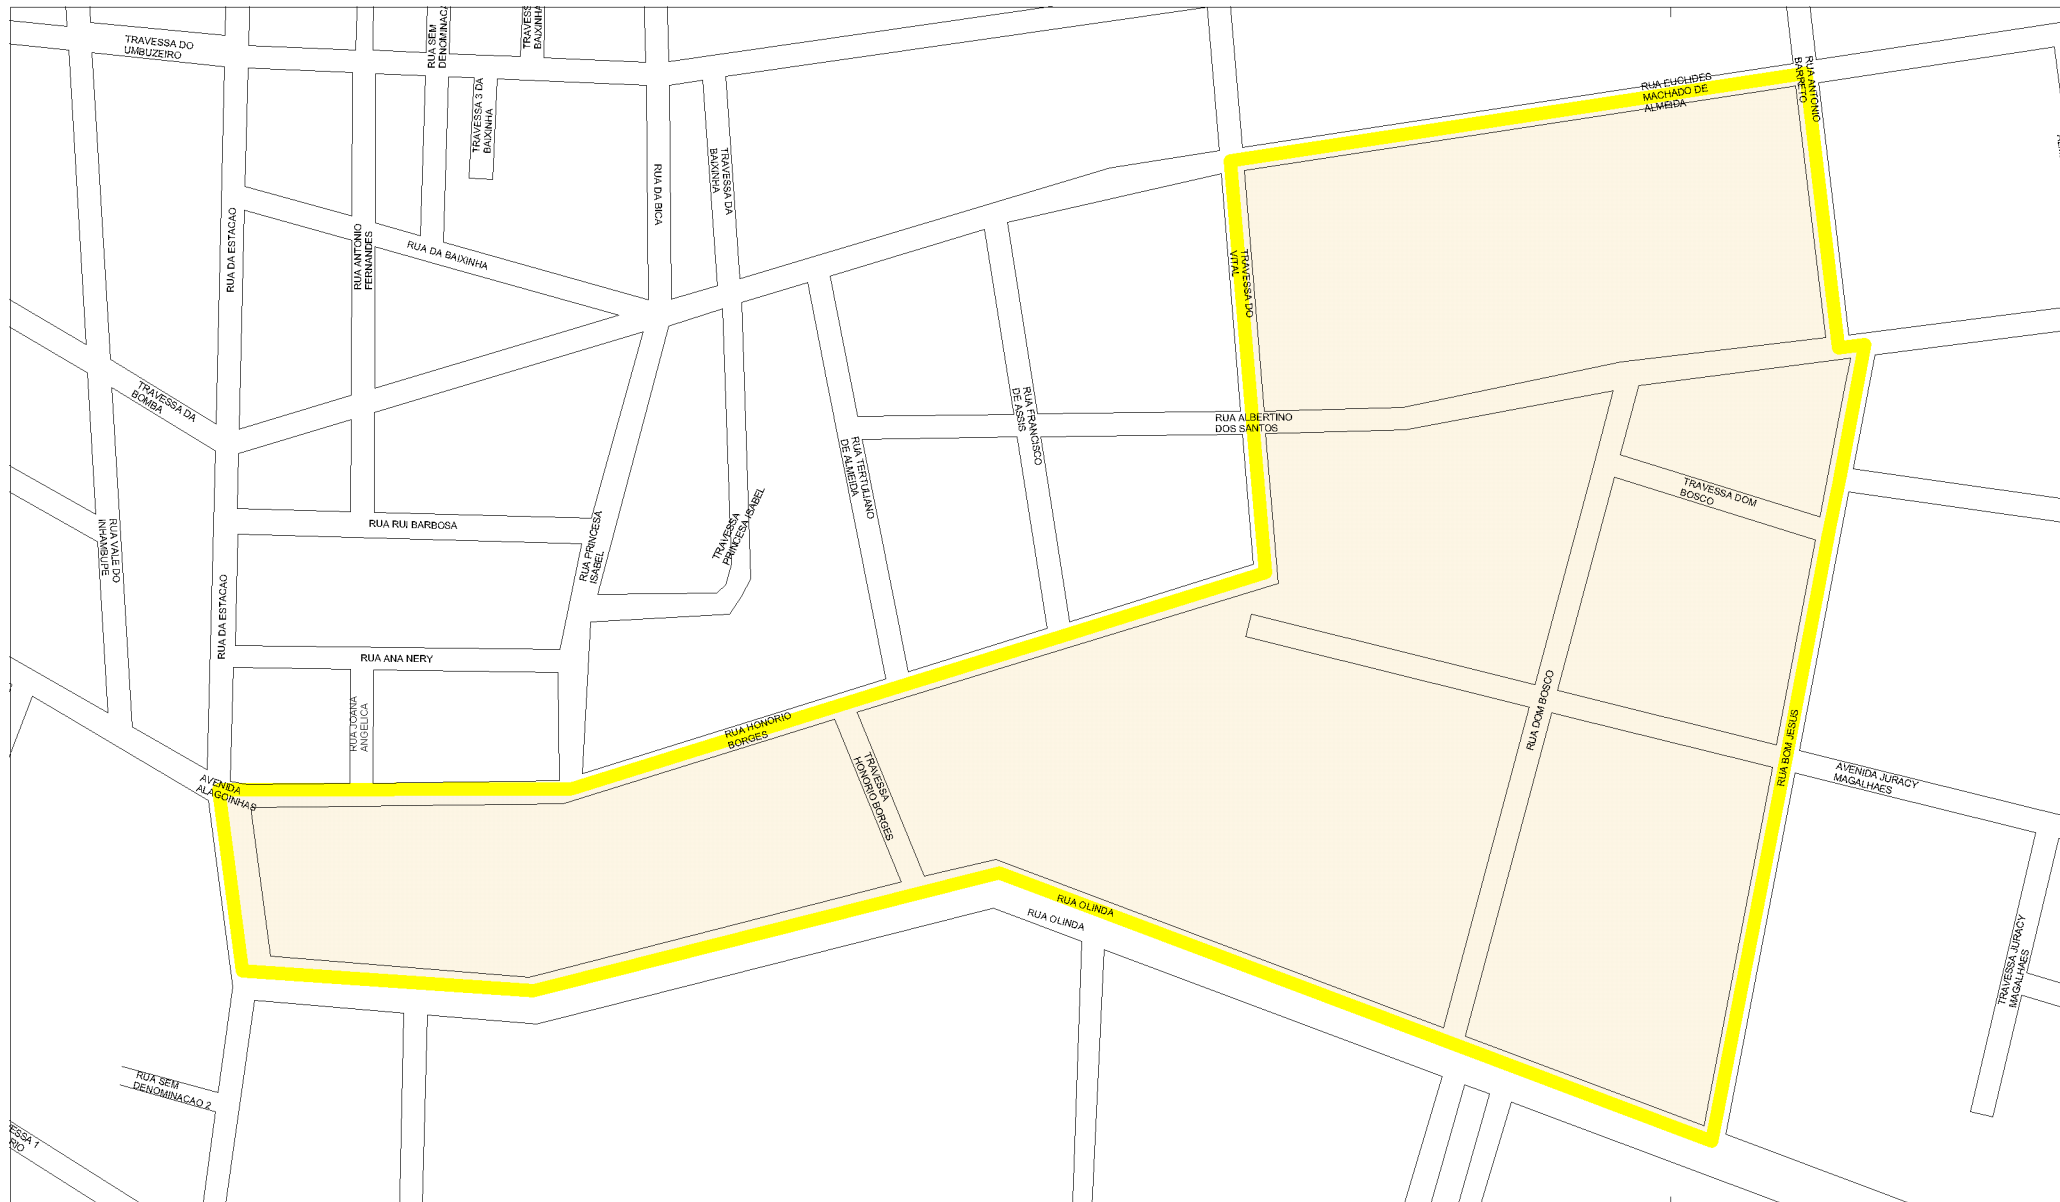 TRAVESSA DO
UMBUZEIRO
RUA SEM
TRAVESSA 3 DA
BAIXINHA
RUA DA BICA
TRAVESSA DA
BAIXINHA
RUA EUCLIDES
MACHADO DE
ALMEIDA
RUA ANTONIO
BARRETO
RUA DA ESTACAO
RUA ANTONIO
FERNANDES
RUA DA BAIXINHA
TRAVESSA DO
VITAL
TRAVESSA DA
BOMBA
RUA FRANCISCO
DE ASSIS
RUA ALBERTINO
DOS SANTOS
RUA TERTULIANO
DE ALMEIDA
TRAVESSA DOM
BOSCO
RUA VALE DO
INHAMBUPE
RUA RUI BARBOSA
RUA PRINCESA
ISABEL
TRAVESSA
PRINCESA ISABEL
RUA DA ESTACAO
RUA ANA NERY
RUA JOANA
ANGELICA
RUA HONORIO
BORGES
TRAVESSA
HONORIO BORGES
RUA DOM BOSCO
RUA BOM JESUS
AVENIDA JURACY
MAGALHAES
AVENIDA
ALAGOINHAS
RUA OLINDA
RUA OLINDA
TRAVESSA JURACY
MAGALHAES
RUA SEM
DENOMINACAO 2